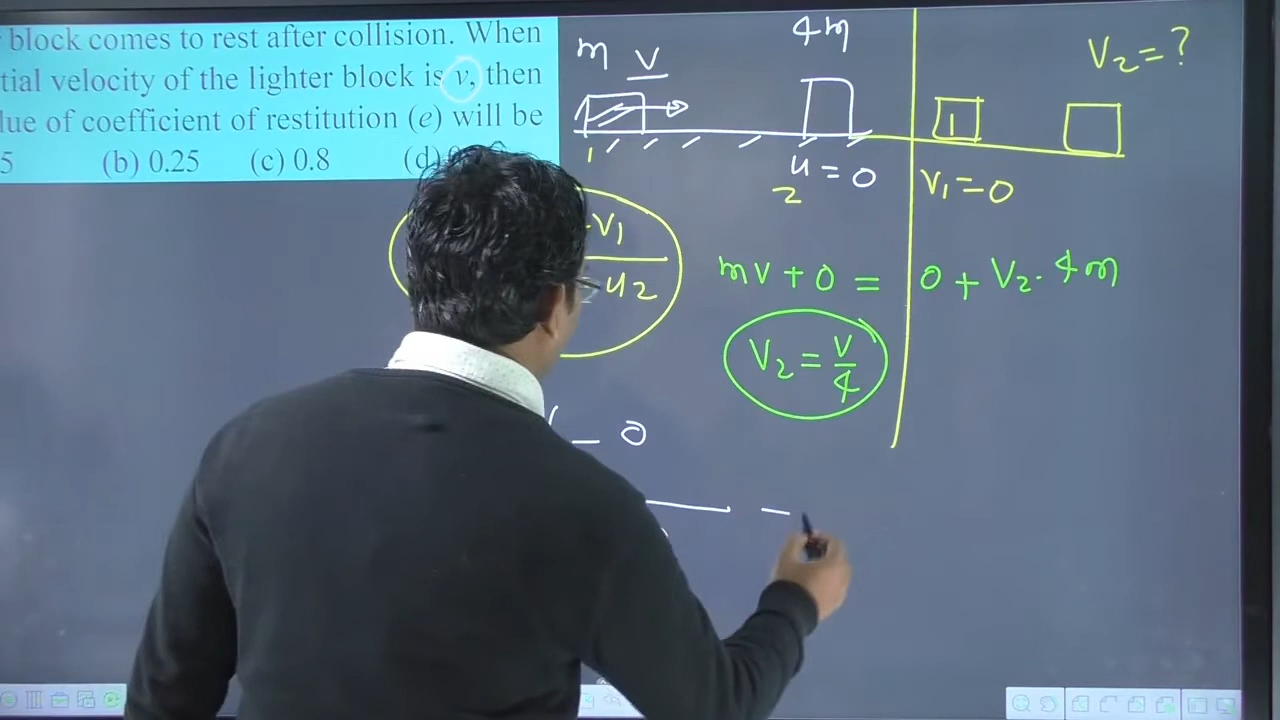 block comes to rest after collision. When
tial velocity of the lighter block is v, then
lue of coefficient of restitution (e) will be
5 (b) 0.25 (c) 0.8 (d)
m v
4m
V₂ = ?
1
1
u = 0
2
V₁ = 0
- V₁
u₂
mv + 0 = 0 + V₂ · 4m
V₂ = v/4
— 0